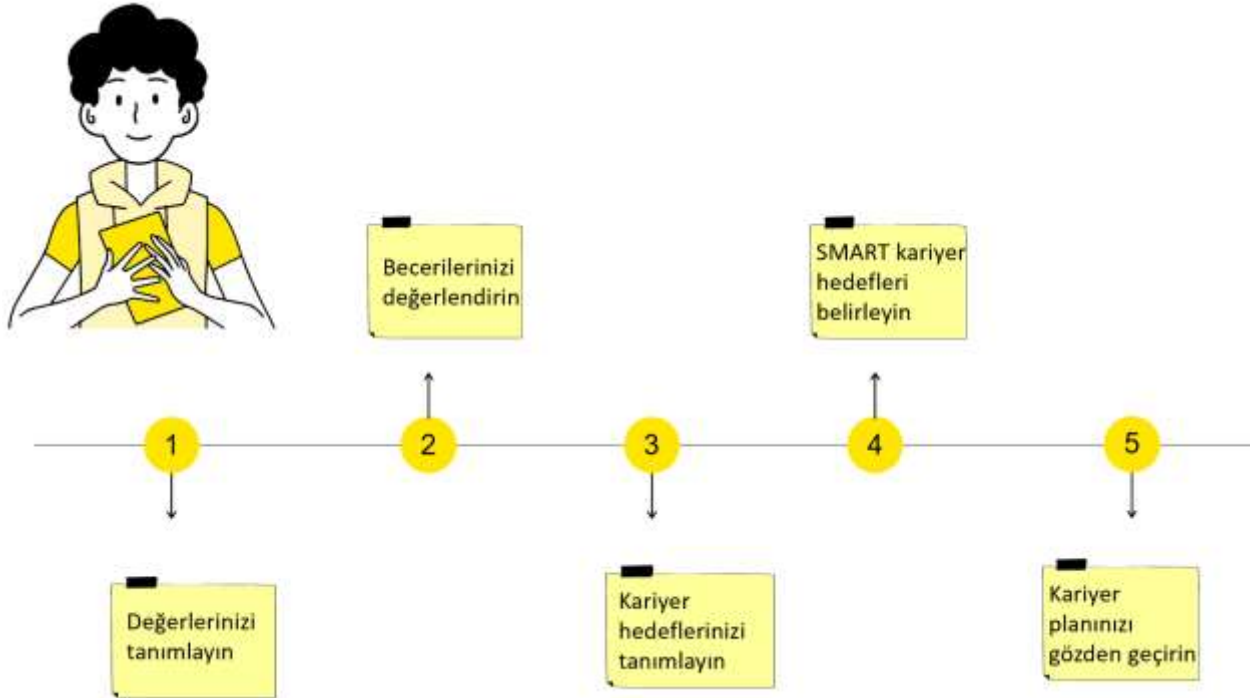 Becerilerinizi
değerlendirin
SMART kariyer
hedefleri
belirleyin
1
2
3
4
5
Değerlerinizi
tanımlayın
Kariyer
hedeflerinizi
tanımlayın
Kariyer
planınızı
gözden geçirin